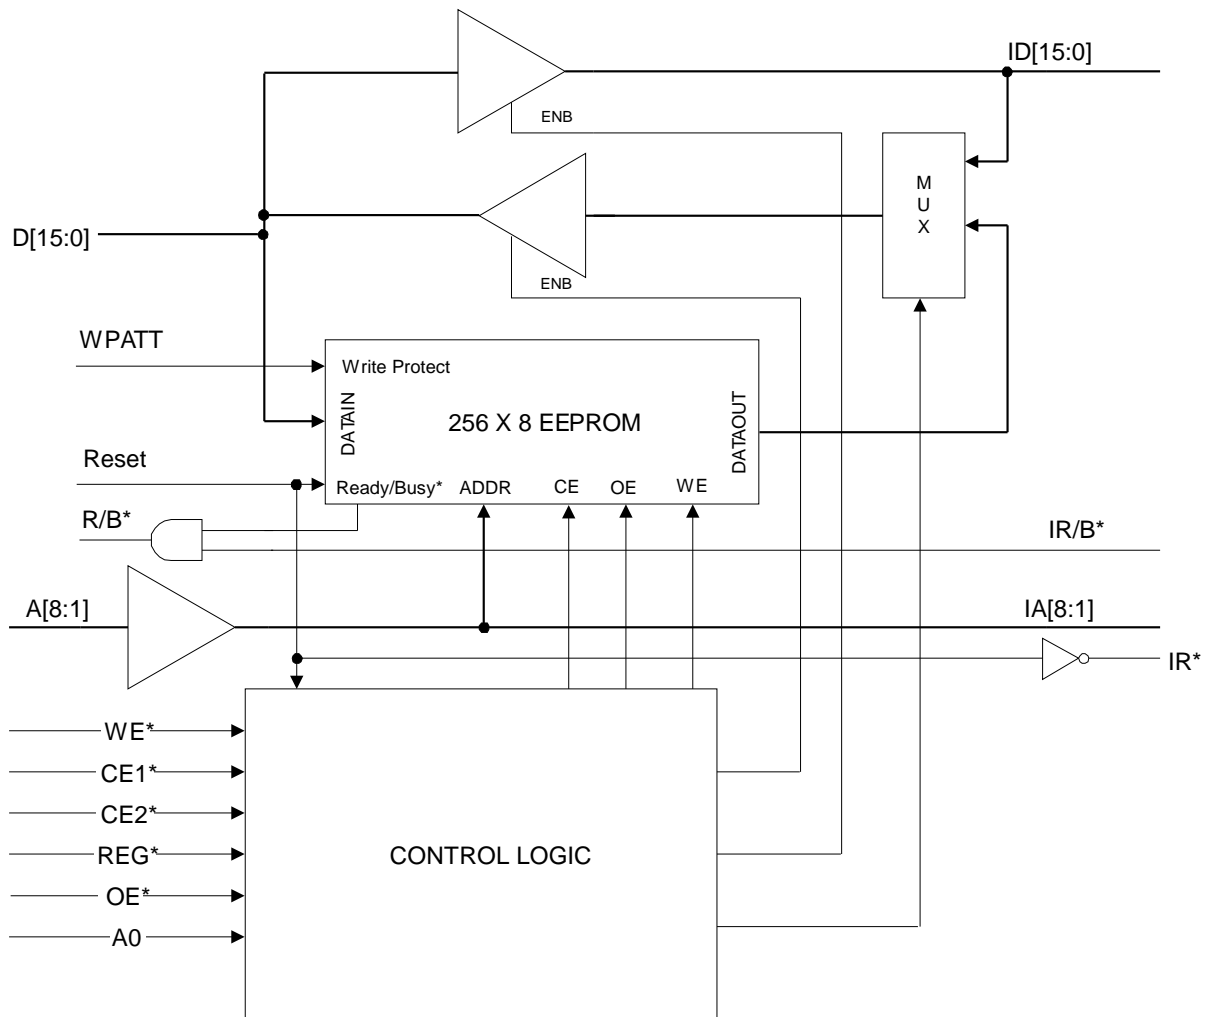 ID[15:0]
ENB
M
U
X
D[15:0]
ENB
WPATT
Write Protect
DATAIN
256 X 8 EEPROM
DATAOUT
Reset
Ready/Busy* ADDR CE OE WE
R/B*
IR/B*
A[8:1]
IA[8:1]
IR*
WE*
CE1*
CE2*
REG*
CONTROL LOGIC
OE*
A0